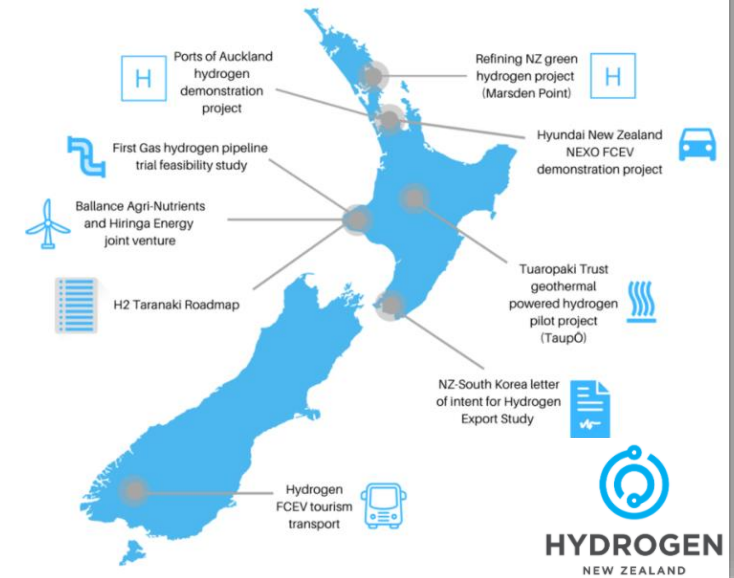 Ports of Auckland
hydrogen
demonstration
project
H
Refining NZ green
hydrogen project
(Marsden Point)
H
First Gas hydrogen pipeline
trial feasibility study
Hyundai New Zealand
NEXO FCEV
demonstration project
Ballance Agri-Nutrients
and Hiringa Energy
joint venture
H2 Taranaki Roadmap
Tuaropaki Trust
geothermal
powered hydrogen
pilot project
(TaupŌ)
NZ-South Korea letter
of intent for Hydrogen
Export Study
Hydrogen
FCEV tourism
transport
HYDROGEN
NEW ZEALAND